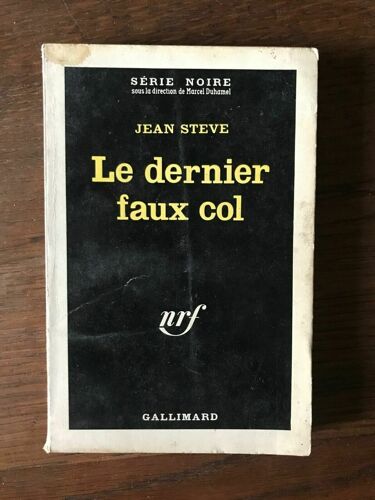 SÉRIE NOIRE
sous la direction de Marcel Duhamel
JEAN STEVE
Le dernier
faux col
nrf
GALLIMARD